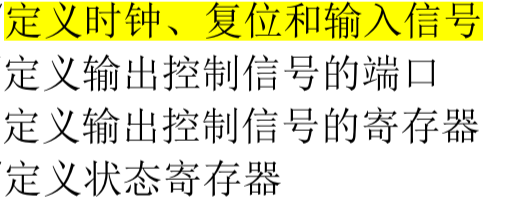 定义时钟、复位和输入信号
定义输出控制信号的端口
定义输出控制信号的寄存器
定义状态寄存器